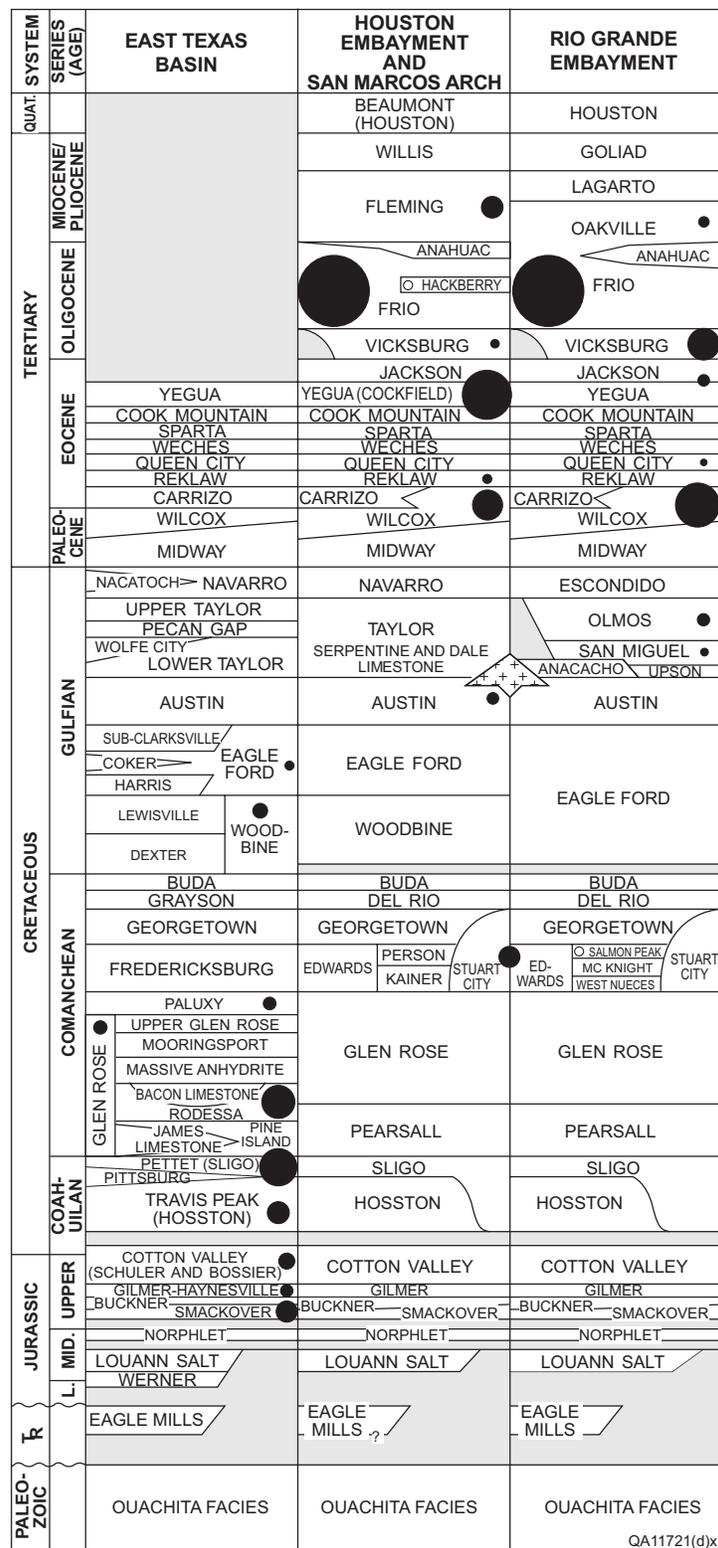 SYSTEM
SERIES
(AGE)
EAST TEXAS
BASIN
HOUSTON
EMBAYMENT
AND
SAN MARCOS ARCH
RIO GRANDE
EMBAYMENT
QUAT.
TERTIARY
CRETACEOUS
JURASSIC
TR
PALEO-
ZOIC
MIOCENE/
PLIOCENE
OLIGOCENE
EOCENE
PALEO-
CENE
GULFIAN
COMANCHEAN
COAH-
UILAN
UPPER
MID.
L.
YEGUA
COOK MOUNTAIN
SPARTA
WECHES
QUEEN CITY
REKLAW
CARRIZO
WILCOX
MIDWAY
NACATOCH
NAVARRO
UPPER TAYLOR
PECAN GAP
WOLFE CITY
LOWER TAYLOR
AUSTIN
SUB-CLARKSVILLE
COKER
EAGLE
FORD
HARRIS
LEWISVILLE
WOOD-
BINE
DEXTER
BUDA
GRAYSON
GEORGETOWN
FREDERICKSBURG
PALUXY
GLEN ROSE
UPPER GLEN ROSE
MOORINGSPORT
MASSIVE ANHYDRITE
BACON LIMESTONE
RODESSA
JAMES
LIMESTONE
PINE
ISLAND
PETTET (SLIGO)
PITTSBURG
TRAVIS PEAK
(HOSSTON)
COTTON VALLEY
(SCHULER AND BOSSIER)
GILMER-HAYNESVILLE
BUCKNER
SMACKOVER
NORPHLET
LOUANN SALT
WERNER
EAGLE MILLS
OUACHITA FACIES
BEAUMONT
(HOUSTON)
WILLIS
FLEMING
ANAHUAC
HACKBERRY
FRIO
VICKSBURG
JACKSON
YEGUA (COCKFIELD)
COOK MOUNTAIN
SPARTA
WECHES
QUEEN CITY
REKLAW
CARRIZO
WILCOX
MIDWAY
NAVARRO
TAYLOR
SERPENTINE AND DALE
LIMESTONE
AUSTIN
EAGLE FORD
WOODBINE
BUDA
DEL RIO
GEORGETOWN
EDWARDS
PERSON
KAINER
STUART
CITY
GLEN ROSE
PEARSALL
SLIGO
HOSSTON
COTTON VALLEY
GILMER
BUCKNER
SMACKOVER
NORPHLET
LOUANN SALT
EAGLE
MILLS ?
OUACHITA FACIES
HOUSTON
GOLIAD
LAGARTO
OAKVILLE
ANAHUAC
FRIO
VICKSBURG
JACKSON
YEGUA
COOK MOUNTAIN
SPARTA
WECHES
QUEEN CITY
REKLAW
CARRIZO
WILCOX
MIDWAY
ESCONDIDO
OLMOS
SAN MIGUEL
ANACACHO
UPSON
AUSTIN
EAGLE FORD
BUDA
DEL RIO
GEORGETOWN
ED-
WARDS
SALMON PEAK
MC KNIGHT
WEST NUECES
STUART
CITY
GLEN ROSE
PEARSALL
SLIGO
HOSSTON
COTTON VALLEY
GILMER
BUCKNER
SMACKOVER
NORPHLET
LOUANN SALT
EAGLE
MILLS
OUACHITA FACIES
QA11721(d)x